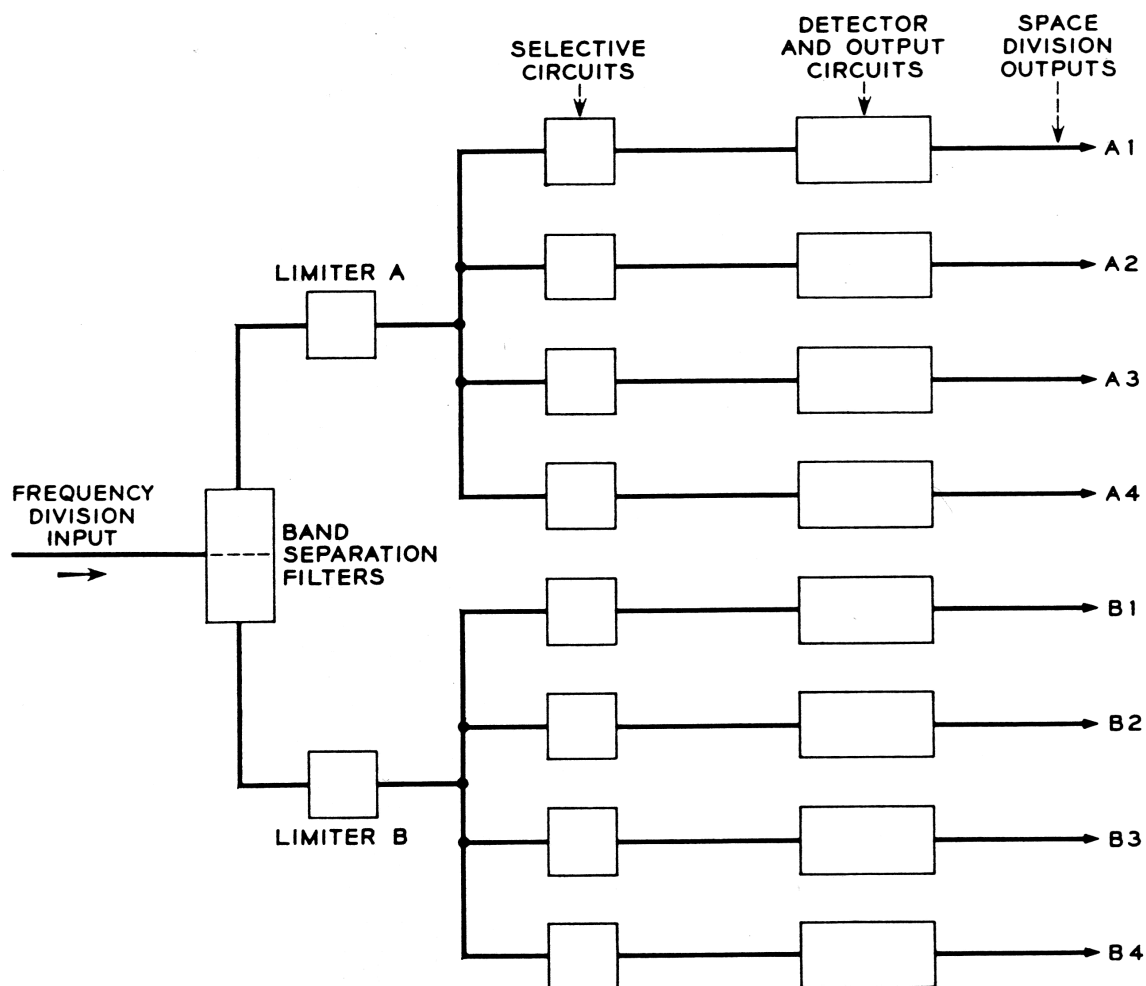 SELECTIVE
CIRCUITS
DETECTOR
AND OUTPUT
CIRCUITS
SPACE
DIVISION
OUTPUTS
A1
LIMITER A
A2
A3
FREQUENCY
DIVISION
INPUT
BAND
SEPARATION
FILTERS
A4
B1
B2
LIMITER B
B3
B4